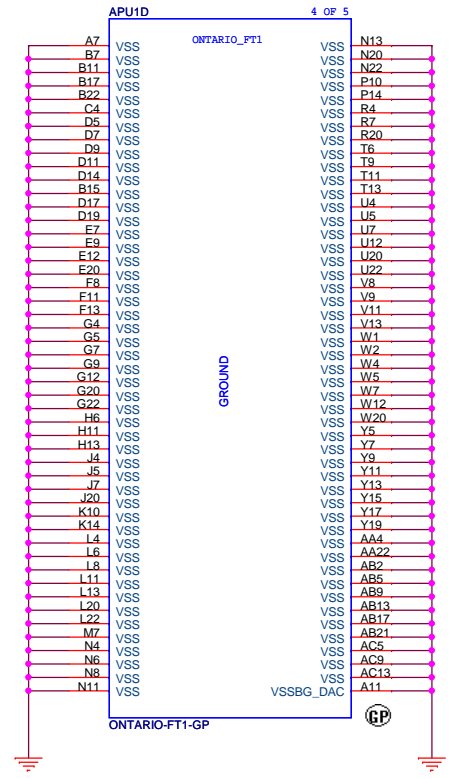 APU1D 4 OF 5
ONTARIO_FT1
A7 VSS VSS N13
B7 VSS VSS N20
B11 VSS VSS N22
B17 VSS VSS P10
B22 VSS VSS P14
C4 VSS VSS R4
D5 VSS VSS R7
D7 VSS VSS R20
D9 VSS VSS T6
D11 VSS VSS T9
D14 VSS VSS T11
B15 VSS VSS T13
D17 VSS VSS U4
D19 VSS VSS U5
E7 VSS VSS U7
E9 VSS VSS U12
E12 VSS VSS U20
E20 VSS VSS U22
F8 VSS VSS V8
F11 VSS VSS V9
F13 VSS VSS V11
G4 VSS VSS V13
G5 VSS VSS W1
G7 VSS VSS W2
G9 VSS VSS W4
G12 VSS VSS W5
G20 VSS VSS W7
G22 VSS VSS W12
H6 VSS VSS W20
H11 VSS VSS Y5
H13 VSS VSS Y7
J4 VSS VSS Y9
J5 VSS VSS Y11
J7 VSS VSS Y13
J20 VSS VSS Y15
K10 VSS VSS Y17
K14 VSS VSS Y19
L4 VSS VSS AA4
L6 VSS VSS AA22
L8 VSS VSS AB2
L11 VSS VSS AB5
L13 VSS VSS AB9
L20 VSS VSS AB13
L22 VSS VSS AB17
M7 VSS VSS AB21
N4 VSS VSS AC5
N6 VSS VSS AC9
N8 VSS VSS AC13
N11 VSS VSSBG_DAC A11
GROUND
ONTARIO-FT1-GP
GP